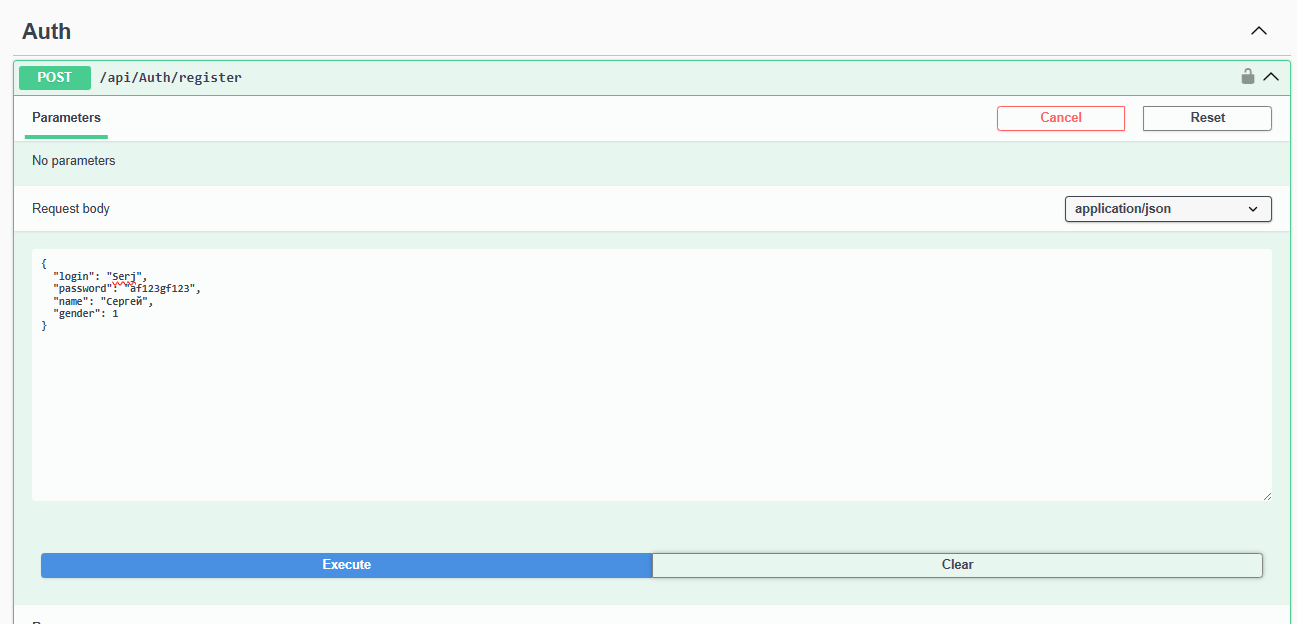 Auth
POST /api/Auth/register
Parameters
Cancel
Reset
No parameters
Request body
application/json
{
"login": "Serj",
"password": "af123gf123",
"name": "Сергей",
"gender": 1
}
Execute
Clear